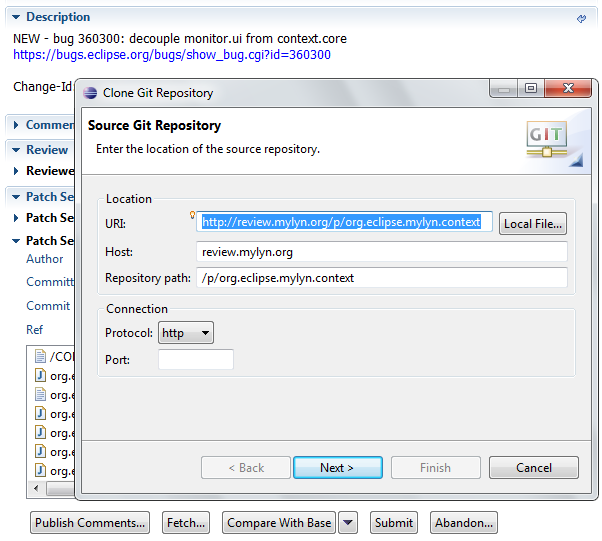 Description
NEW - bug 360300: decouple monitor.ui from context.core
https://bugs.eclipse.org/bugs/show_bug.cgi?id=360300
Change-Id
Clone Git Repository
Source Git Repository
Enter the location of the source repository.
GIT
Location
URI: http://review.mylyn.org/p/org.eclipse.mylyn.context Local File...
Host: review.mylyn.org
Repository path: /p/org.eclipse.mylyn.context
Connection
Protocol: http
Port:
< Back Next > Finish Cancel
Commen
Review
Reviewe
Patch Se
Patch Se
Patch Se
Author
Committ
Commit
Ref
/COM
org.e
org.e
org.e
org.e
org.e
org.e
Publish Comments... Fetch... Compare With Base Submit Abandon...